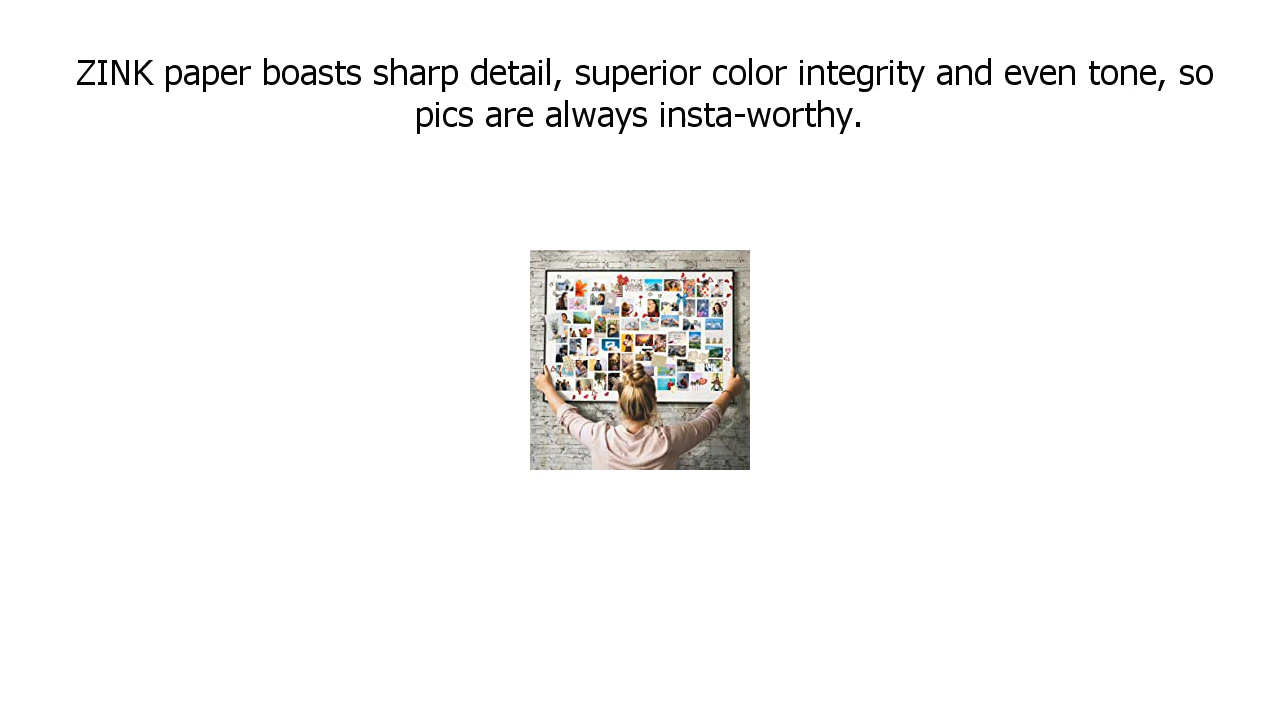 ZINK paper boasts sharp detail, superior color integrity and even tone, so
pics are always insta-worthy.